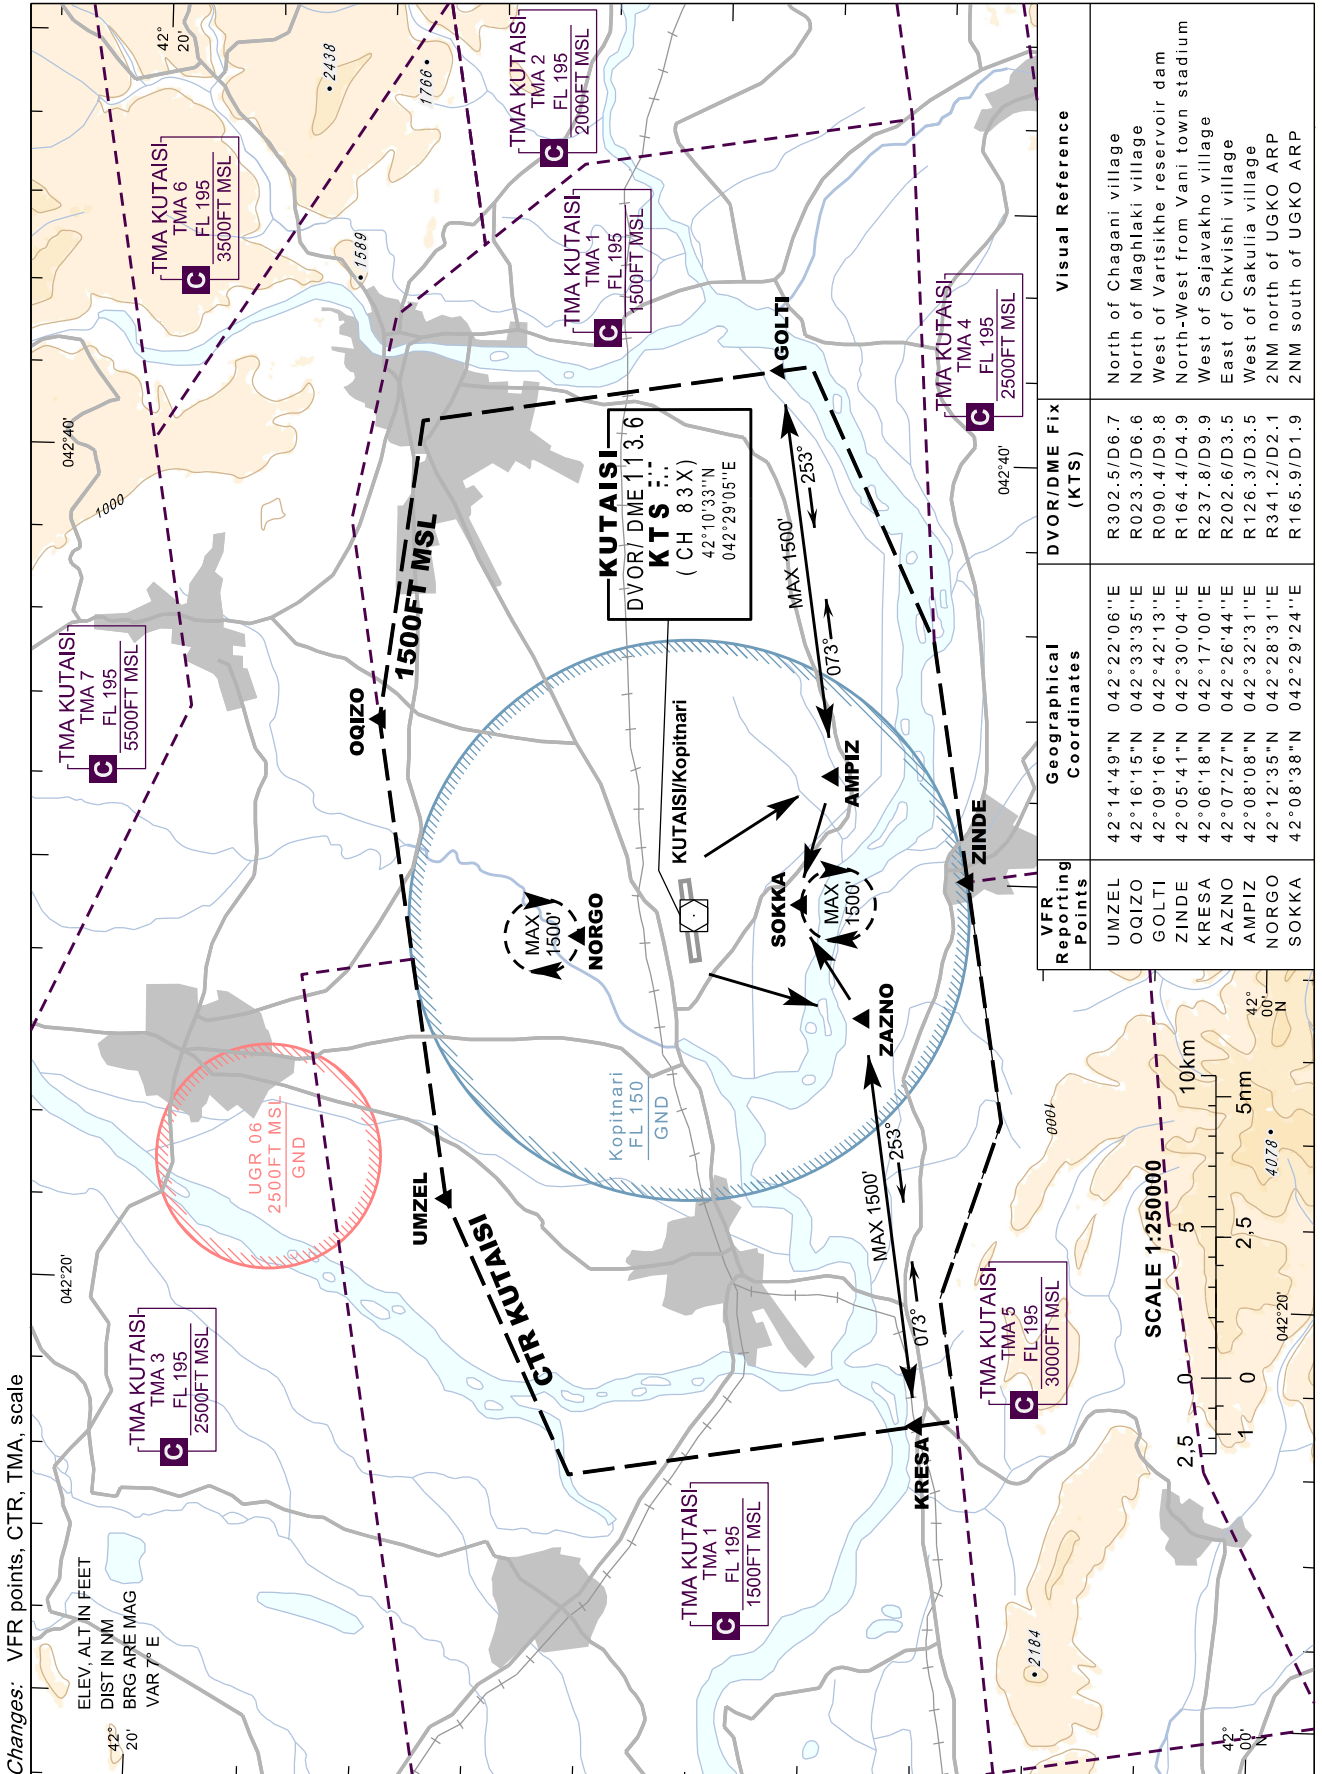 Changes: VFR points, CTR, TMA, scale
ELEV, ALT IN FEET
DIST IN NM
BRG ARE MAG
VAR 7° E
42°
20'
042°20'
042°40'
42°
20'
TMA KUTAISI
TMA 3
FL 195
2500FT MSL
C
UGR 06
2500FT MSL
GND
TMA KUTAISI
TMA 7
FL 195
5500FT MSL
C
1000
TMA KUTAISI
TMA 6
FL 195
3500FT MSL
C
2438
1766
1589
TMA KUTAISI
TMA 2
FL 195
2000FT MSL
C
UMZEL
OQIZO
1500FT MSL
CTR KUTAISI
NORGO
MAX
1500'
TMA KUTAISI
TMA 1
FL 195
1500FT MSL
C
KUTAISI
DVOR/ DME 113.6
KTS
(CH 83X)
42°10'33''N
042°29'05''E
Kopitnari
FL 150
GND
KUTAISI/Kopitnari
TMA KUTAISI
TMA 1
FL 195
1500FT MSL
C
GOLTI
MAX 1500'
253°
073°
AMPIZ
SOKKA
MAX
1500'
ZAZNO
MAX 1500'
253°
073°
KRESA
ZINDE
TMA KUTAISI
TMA 4
FL 195
2500FT MSL
C
TMA KUTAISI
TMA 5
FL 195
3000FT MSL
C
2184
1000
4078
042°40'
042°20'
42°
00'
N
42°
00'
N
SCALE 1:250000
2,5 0 5 10km
1 0 2,5 5nm
VFR Reporting Points Geographical Coordinates DVOR/DME Fix (KTS) Visual Reference
UMZEL 42°14'49"N 042°22'06''E R302.5/D6.7 North of Chagani village
OQIZO 42°16'15"N 042°33'35''E R023.3/D6.6 North of Maghlaki village
GOLTI 42°09'16"N 042°42'13''E R090.4/D9.8 West of Vartsikhe reservoir dam
ZINDE 42°05'41"N 042°30'04''E R164.4/D4.9 North-West from Vani town stadium
KRESA 42°06'18"N 042°17'00''E R237.8/D9.9 West of Sajavakho village
ZAZNO 42°07'27"N 042°26'44''E R202.6/D3.5 East of Chkvishi village
AMPIZ 42°08'08"N 042°32'31''E R126.3/D3.5 West of Sakulia village
NORGO 42°12'35"N 042°28'31''E R341.2/D2.1 2NM north of UGKO ARP
SOKKA 42°08'38"N 042°29'24''E R165.9/D1.9 2NM south of UGKO ARP